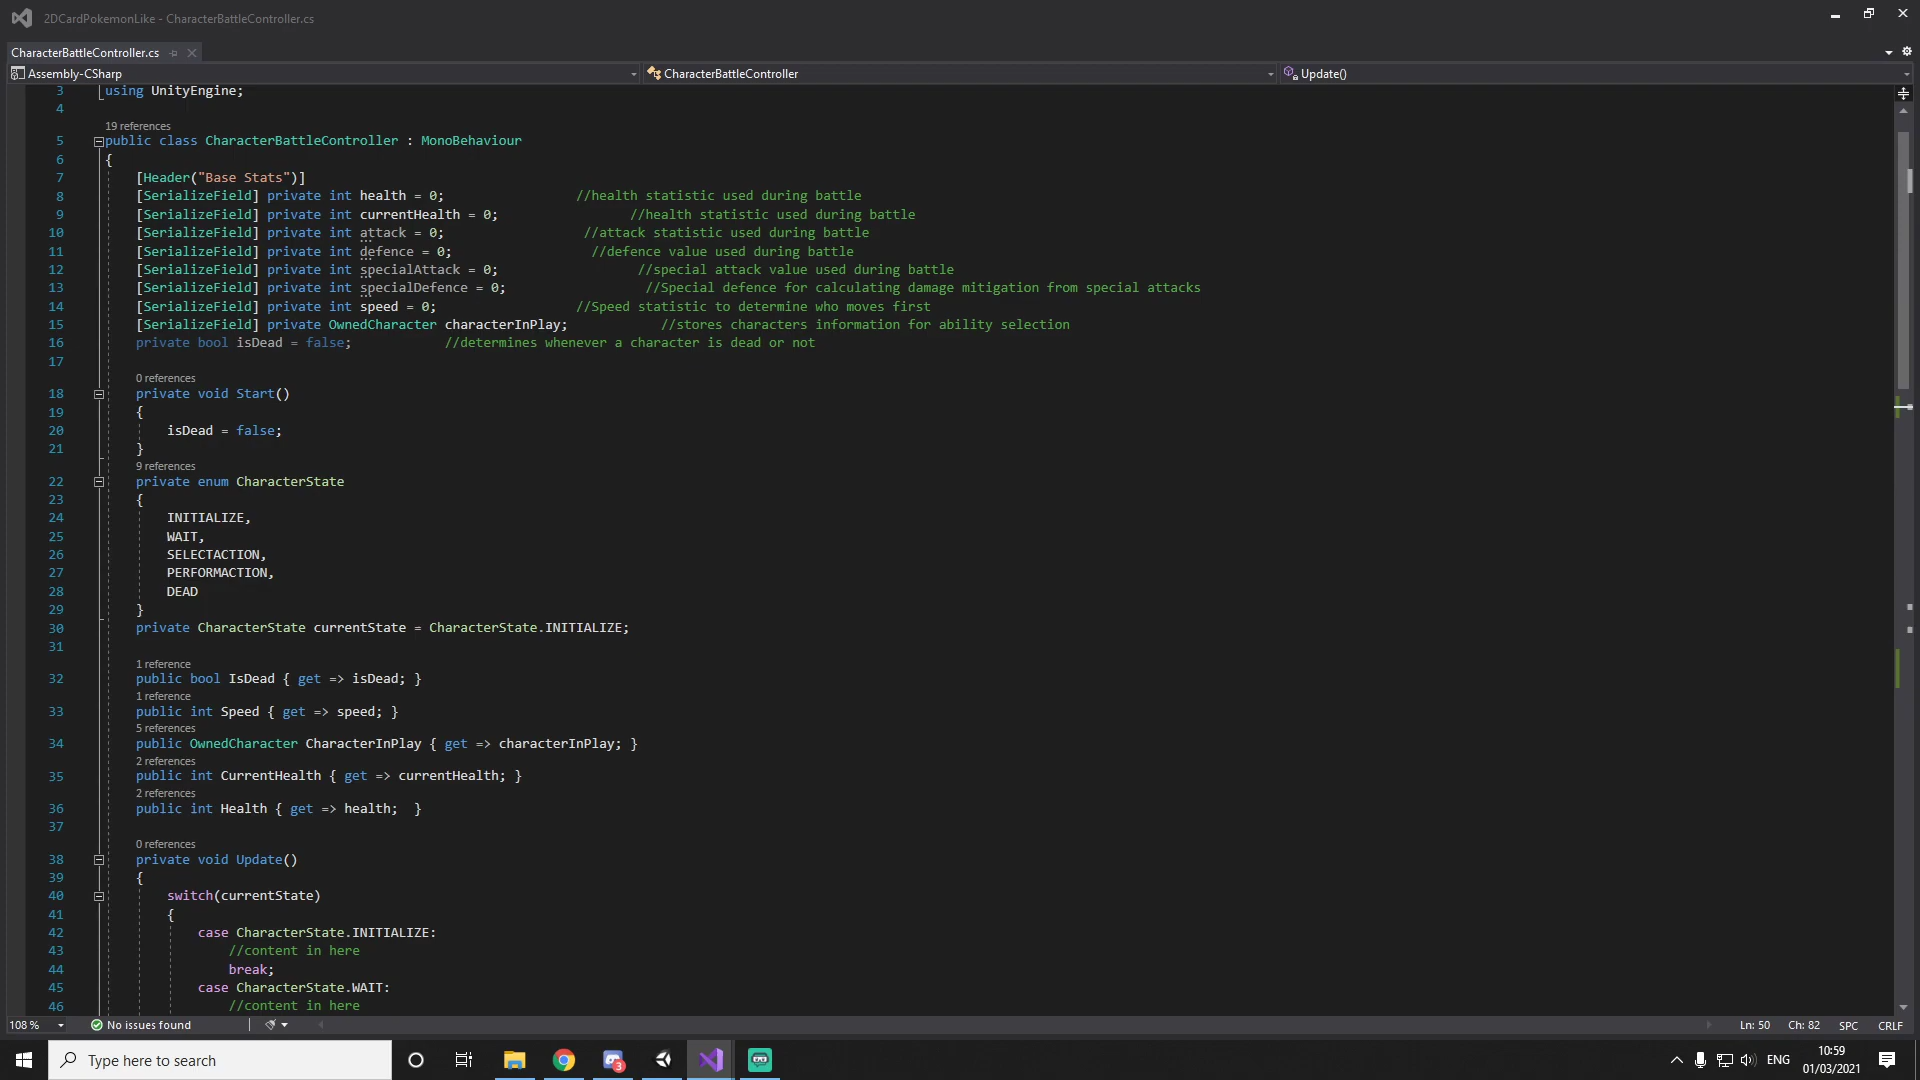 2DCardPokemonLike - CharacterBattleController.cs
CharacterBattleController.cs
Assembly-CSharp CharacterBattleController Update()
3 using UnityEngine;
4
19 references
5 public class CharacterBattleController : MonoBehaviour
6 {
7 [Header("Base Stats")]
8 [SerializeField] private int health = 0; //health statistic used during battle
9 [SerializeField] private int currentHealth = 0; //health statistic used during battle
10 [SerializeField] private int attack = 0; //attack statistic used during battle
11 [SerializeField] private int defence = 0; //defence value used during battle
12 [SerializeField] private int specialAttack = 0; //special attack value used during battle
13 [SerializeField] private int specialDefence = 0; //Special defence for calculating damage mitigation from special attacks
14 [SerializeField] private int speed = 0; //Speed statistic to determine who moves first
15 [SerializeField] private OwnedCharacter characterInPlay; //stores characters information for ability selection
16 private bool isDead = false; //determines whenever a character is dead or not
17
0 references
18 private void Start()
19 {
20 isDead = false;
21 }
9 references
22 private enum CharacterState
23 {
24 INITIALIZE,
25 WAIT,
26 SELECTACTION,
27 PERFORMACTION,
28 DEAD
29 }
30 private CharacterState currentState = CharacterState.INITIALIZE;
31
1 reference
32 public bool IsDead { get => isDead; }
1 reference
33 public int Speed { get => speed; }
5 references
34 public OwnedCharacter CharacterInPlay { get => characterInPlay; }
2 references
35 public int CurrentHealth { get => currentHealth; }
2 references
36 public int Health { get => health; }
37
0 references
38 private void Update()
39 {
40 switch(currentState)
41 {
42 case CharacterState.INITIALIZE:
43 //content in here
44 break;
45 case CharacterState.WAIT:
46 //content in here
108 % No issues found Ln: 50 Ch: 82 SPC CRLF
Type here to search 3 ENG 10:59
01/03/2021